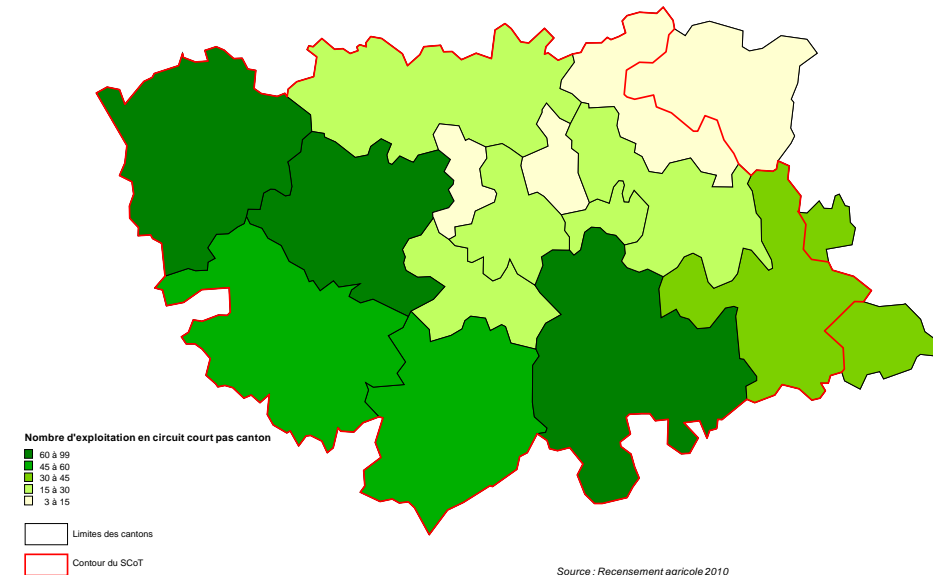 Nombre d'exploitation en circuit court pas canton
60 à 99
45 à 60
30 à 45
15 à 30
3 à 15
Limites des cantons
Contour du SCoT
Source : Recensement agricole 2010